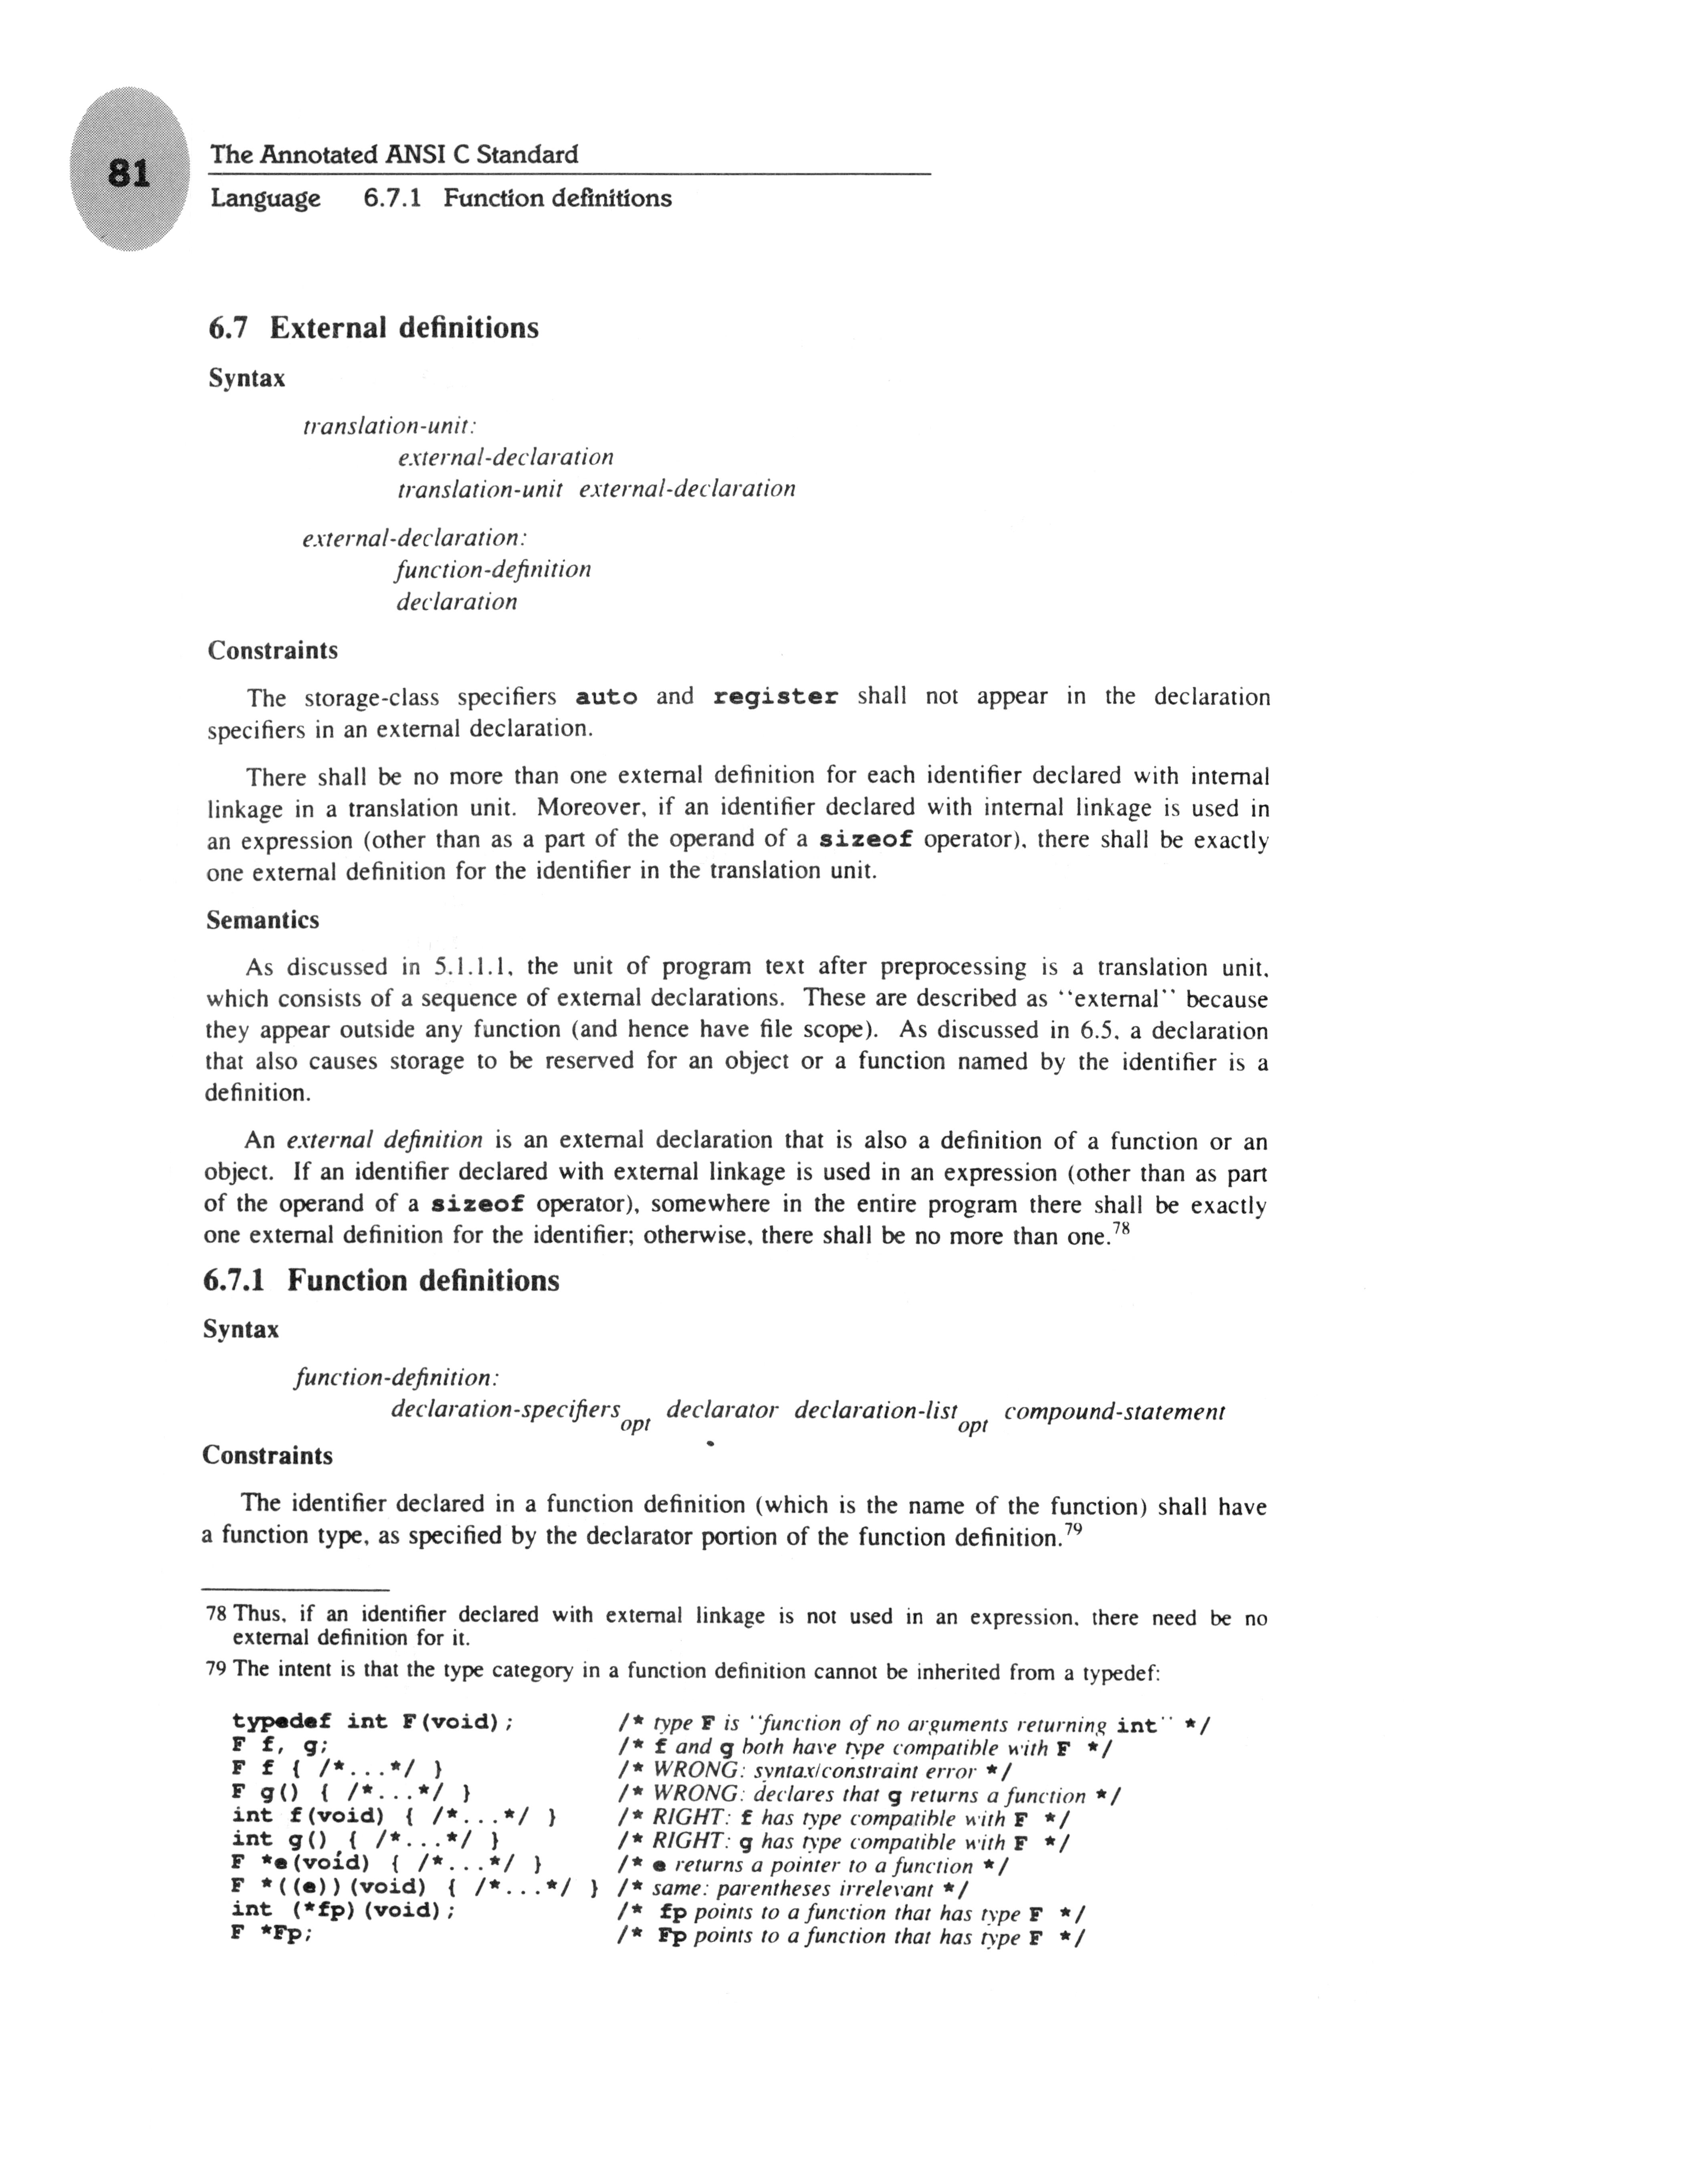 81
The Annotated ANSI C Standard
Language 6.7.1 Function definitions
6.7 External definitions
Syntax
translation-unit:
external-declaration
translation-unit external-declaration
external-declaration:
function-definition
declaration
Constraints
The storage-class specifiers auto and register shall not appear in the declaration
specifiers in an external declaration.
There shall be no more than one external definition for each identifier declared with internal
linkage in a translation unit. Moreover, if an identifier declared with internal linkage is used in
an expression (other than as a part of the operand of a sizeof operator), there shall be exactly
one external definition for the identifier in the translation unit.
Semantics
As discussed in 5.1.1.1, the unit of program text after preprocessing is a translation unit,
which consists of a sequence of external declarations. These are described as ``external'' because
they appear outside any function (and hence have file scope). As discussed in 6.5, a declaration
that also causes storage to be reserved for an object or a function named by the identifier is a
definition.
An external definition is an external declaration that is also a definition of a function or an
object. If an identifier declared with external linkage is used in an expression (other than as part
of the operand of a sizeof operator), somewhere in the entire program there shall be exactly
one external definition for the identifier; otherwise, there shall be no more than one.78
6.7.1 Function definitions
Syntax
function-definition:
declaration-specifiers opt declarator declaration-list opt compound-statement
Constraints
The identifier declared in a function definition (which is the name of the function) shall have
a function type, as specified by the declarator portion of the function definition.79
78 Thus, if an identifier declared with external linkage is not used in an expression, there need be no
external definition for it.
79 The intent is that the type category in a function definition cannot be inherited from a typedef:
typedef int F(void); /* type F is ``function of no arguments returning int'' */
F f, g; /* f and g both have type compatible with F */
F f { /*...*/ } /* WRONG: syntax/constraint error */
F g() { /*...*/ } /* WRONG: declares that g returns a function */
int f(void) { /*...*/ } /* RIGHT: f has type compatible with F */
int g() { /*...*/ } /* RIGHT: g has type compatible with F */
F *e(void) { /*...*/ } /* e returns a pointer to a function */
F *((e))(void) { /*...*/ } /* same: parentheses irrelevant */
int (*fp)(void); /* fp points to a function that has type F */
F *Fp; /* Fp points to a function that has type F */